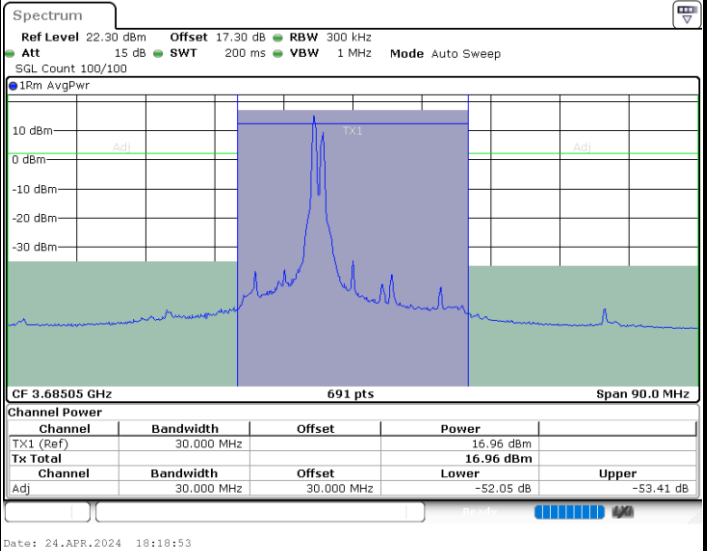 Spectrum
Ref Level 22.30 dBm Offset 17.30 dB RBW 300 kHz
Att 15 dB SWT 200 ms VBW 1 MHz Mode Auto Sweep
SGL Count 100/100
1Rm AvgPwr
TX1
10 dBm
Adj Adj
0 dBm
-10 dBm
-20 dBm
-30 dBm
CF 3.68505 GHz 691 pts Span 90.0 MHz
Channel Power
Channel Bandwidth Offset Power
TX1 (Ref) 30.000 MHz 16.96 dBm
Tx Total 16.96 dBm
Channel Bandwidth Offset Lower Upper
Adj 30.000 MHz 30.000 MHz -52.05 dB -53.41 dB
Ready
Date: 24.APR.2024 18:18:53